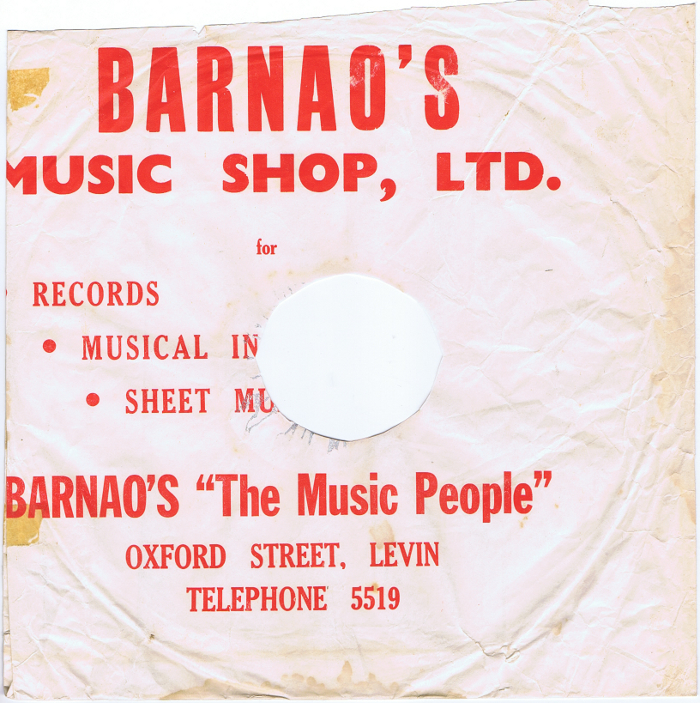 BARNAO'S
MUSIC SHOP, LTD.
for
• RECORDS
• MUSICAL IN
• SHEET MU
BARNAO'S “The Music People”
OXFORD STREET, LEVIN
TELEPHONE 5519